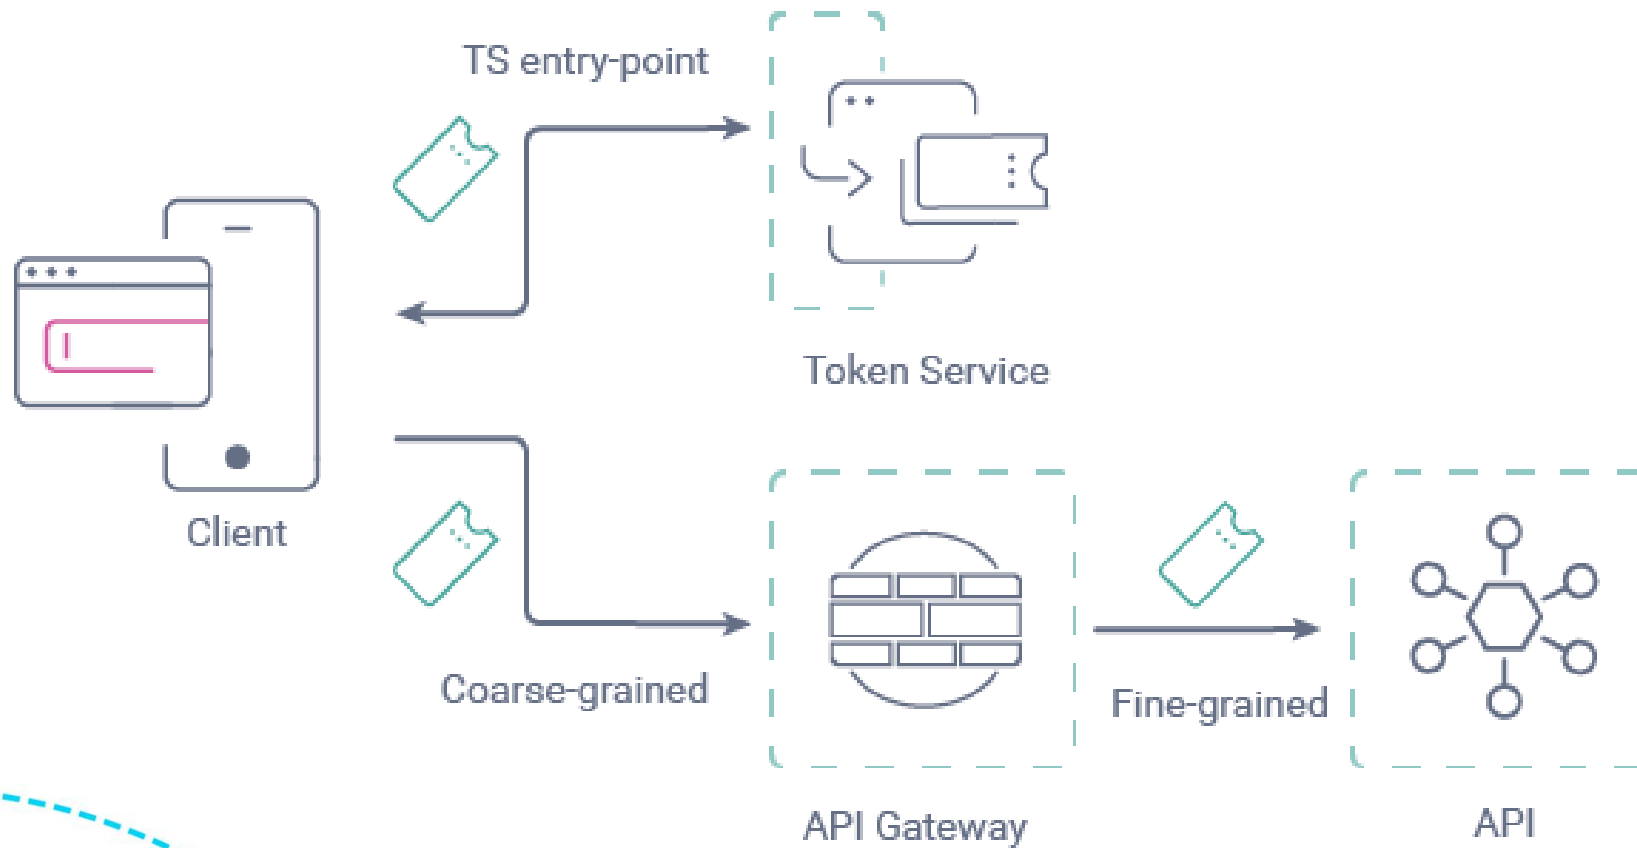 TS entry-point
Token Service
Client
Coarse-grained
Fine-grained
API Gateway
API